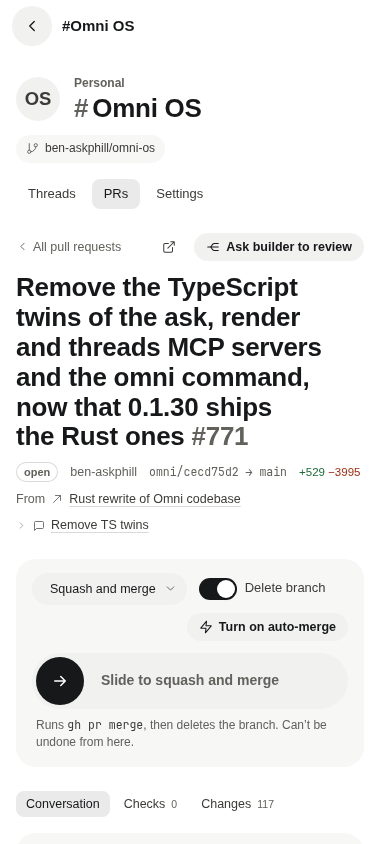 #Omni OS
Personal
OS
# Omni OS
ben-askphill/omni-os
Threads PRs Settings
All pull requests Ask builder to review
Remove the TypeScript
twins of the ask, render
and threads MCP servers
and the omni command,
now that 0.1.30 ships
the Rust ones #771
open ben-askphill omni/cecd75d2 → main +529 −3995
From Rust rewrite of Omni codebase
Remove TS twins
Squash and merge Delete branch
Turn on auto-merge
Slide to squash and merge
Runs gh pr merge, then deletes the branch. Can't be
undone from here.
Conversation Checks 0 Changes 117